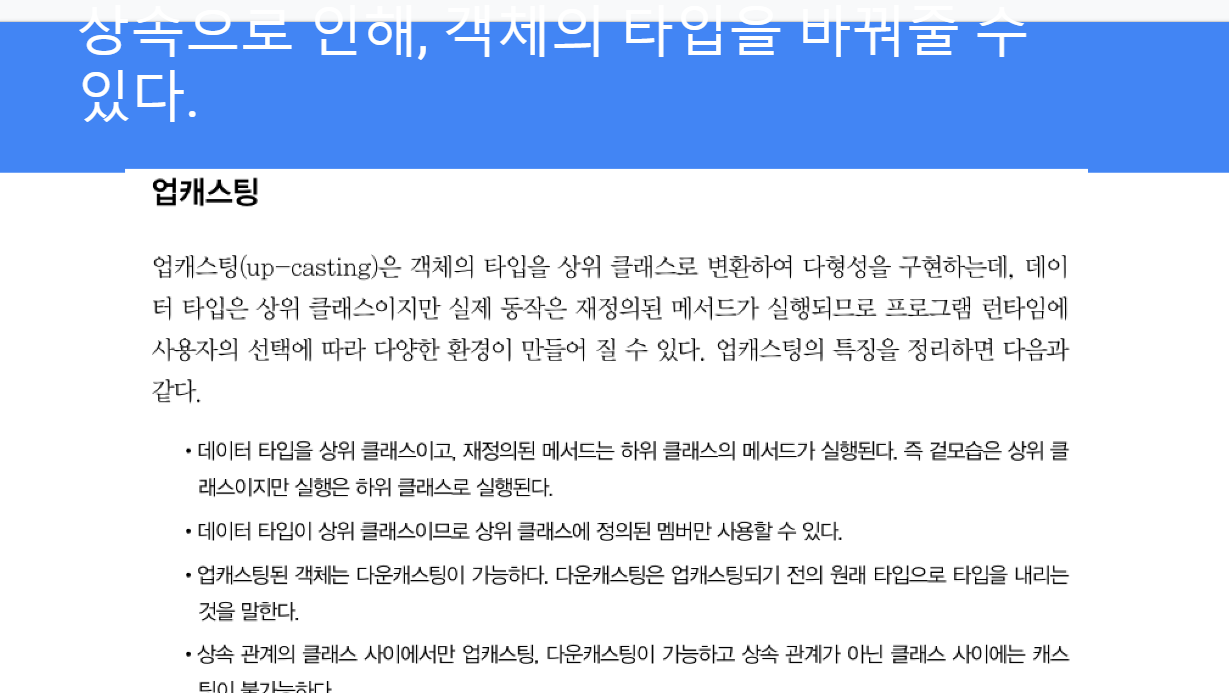 상속으로 인해, 객체의 타입을 바꿔줄 수
있다.
업캐스팅
업캐스팅(up-casting)은 객체의 타입을 상위 클래스로 변환하여 다형성을 구현하는데, 데이
터 타입은 상위 클래스이지만 실제 동작은 재정의된 메서드가 실행되므로 프로그램 런타임에
사용자의 선택에 따라 다양한 환경이 만들어 질 수 있다. 업캐스팅의 특징을 정리하면 다음과
같다.
• 데이터 타입을 상위 클래스이고, 재정의된 메서드는 하위 클래스의 메서드가 실행된다. 즉 겉모습은 상위 클
래스이지만 실행은 하위 클래스로 실행된다.
• 데이터 타입이 상위 클래스이므로 상위 클래스에 정의된 멤버만 사용할 수 있다.
• 업캐스팅된 객체는 다운캐스팅이 가능하다. 다운캐스팅은 업캐스팅되기 전의 원래 타입으로 타입을 내리는
것을 말한다.
• 상속 관계의 클래스 사이에서만 업캐스팅, 다운캐스팅이 가능하고 상속 관계가 아닌 클래스 사이에는 캐스
팅이 불가능하다